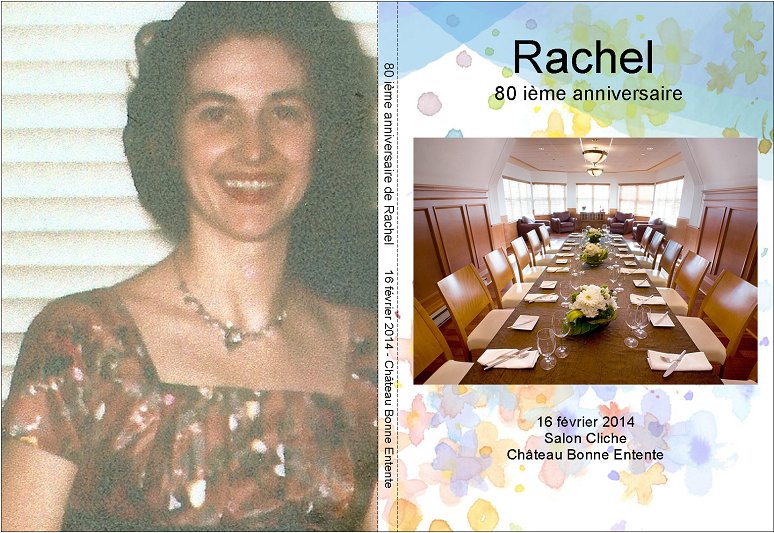 80 ième anniversaire de Rachel 16 février 2014 - Château Bonne Entente
Rachel
80 ième anniversaire
16 février 2014
Salon Cliche
Château Bonne Entente